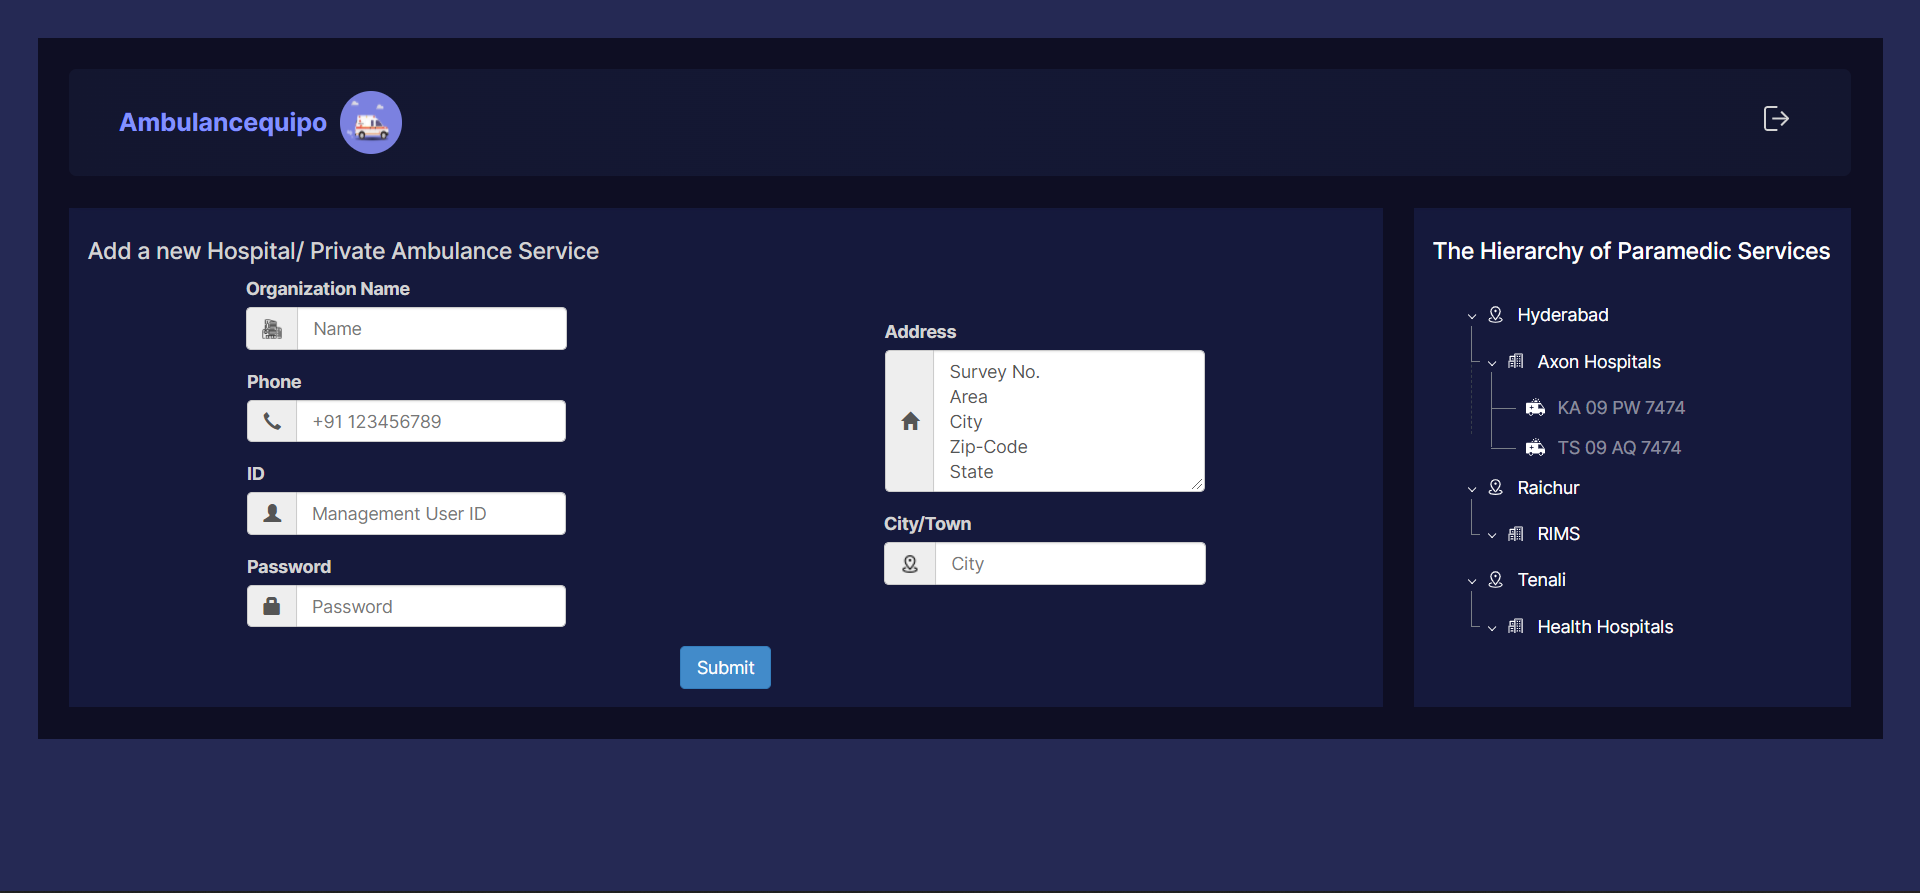 Ambulancequipo
Add a new Hospital/ Private Ambulance Service
Organization Name
Name
Phone
+91 123456789
ID
Management User ID
Password
Password
Address
Survey No.
Area
City
Zip-Code
State
City/Town
City
Submit
The Hierarchy of Paramedic Services
Hyderabad
Axon Hospitals
KA 09 PW 7474
TS 09 AQ 7474
Raichur
RIMS
Tenali
Health Hospitals